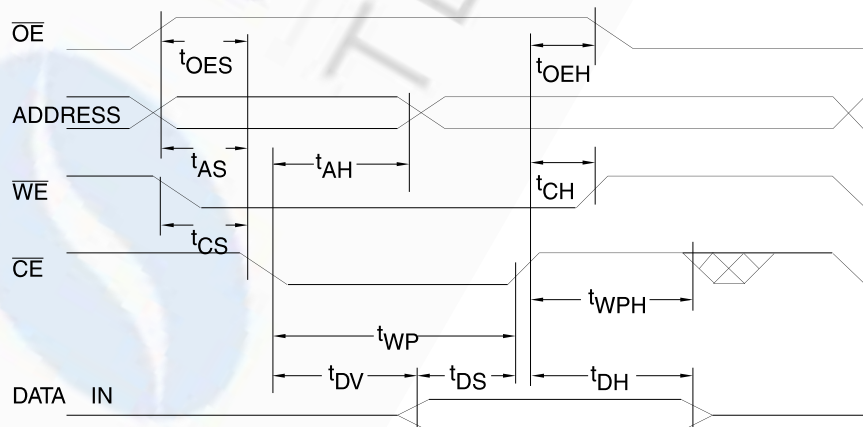 OE
tOES
tOEH
ADDRESS
tAS
tAH
tCH
WE
tCS
CE
tWPH
tWP
tDV
tDS
tDH
DATA IN